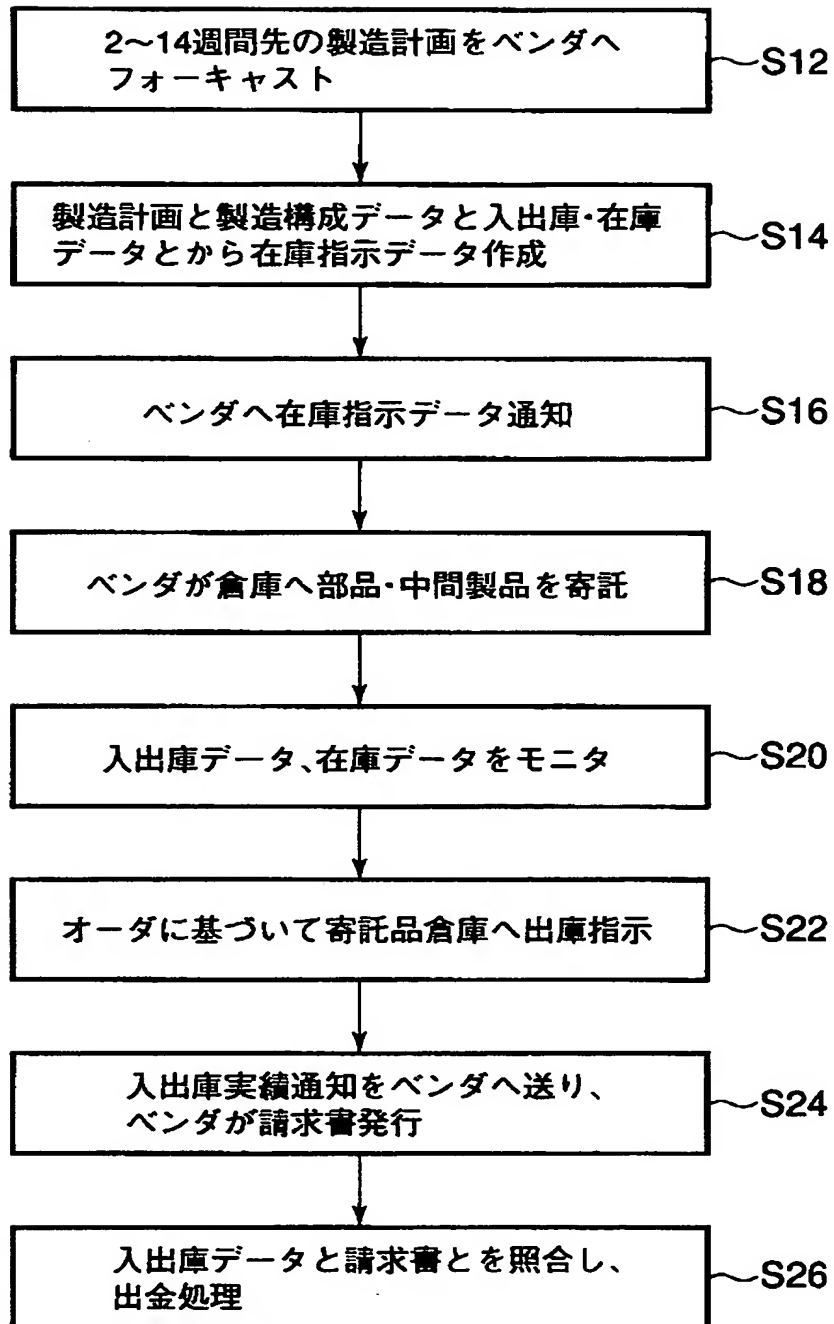 2〜14週間先の製造計画をベンダへ
フォーキャスト
S12
製造計画と製造構成データと入出庫・在庫
データとから在庫指示データ作成
S14
ベンダへ在庫指示データ通知
S16
ベンダが倉庫へ部品・中間製品を寄託
S18
入出庫データ、在庫データをモニタ
S20
オーダに基づいて寄託品倉庫へ出庫指示
S22
入出庫実績通知をベンダへ送り、
ベンダが請求書発行
S24
入出庫データと請求書とを照合し、
出金処理
S26